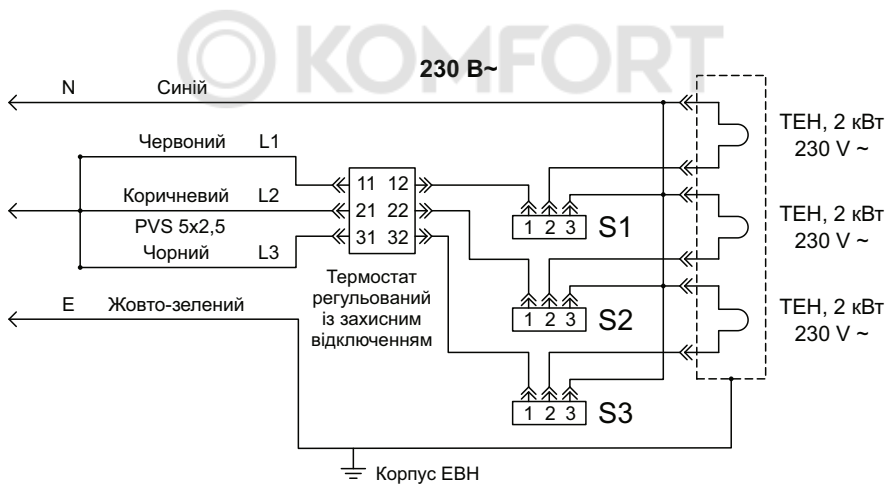 KOMFORT
230 В~
N Синій
Червоний L1
Коричневий L2
PVS 5x2,5
Чорний L3
E Жовто-зелений
11 12
21 22
31 32
Термостат
регульований
із захисним
відключенням
1 2 3 S1
1 2 3 S2
1 2 3 S3
ТЕН, 2 кВт
230 V ~
ТЕН, 2 кВт
230 V ~
ТЕН, 2 кВт
230 V ~
Корпус ЕВН